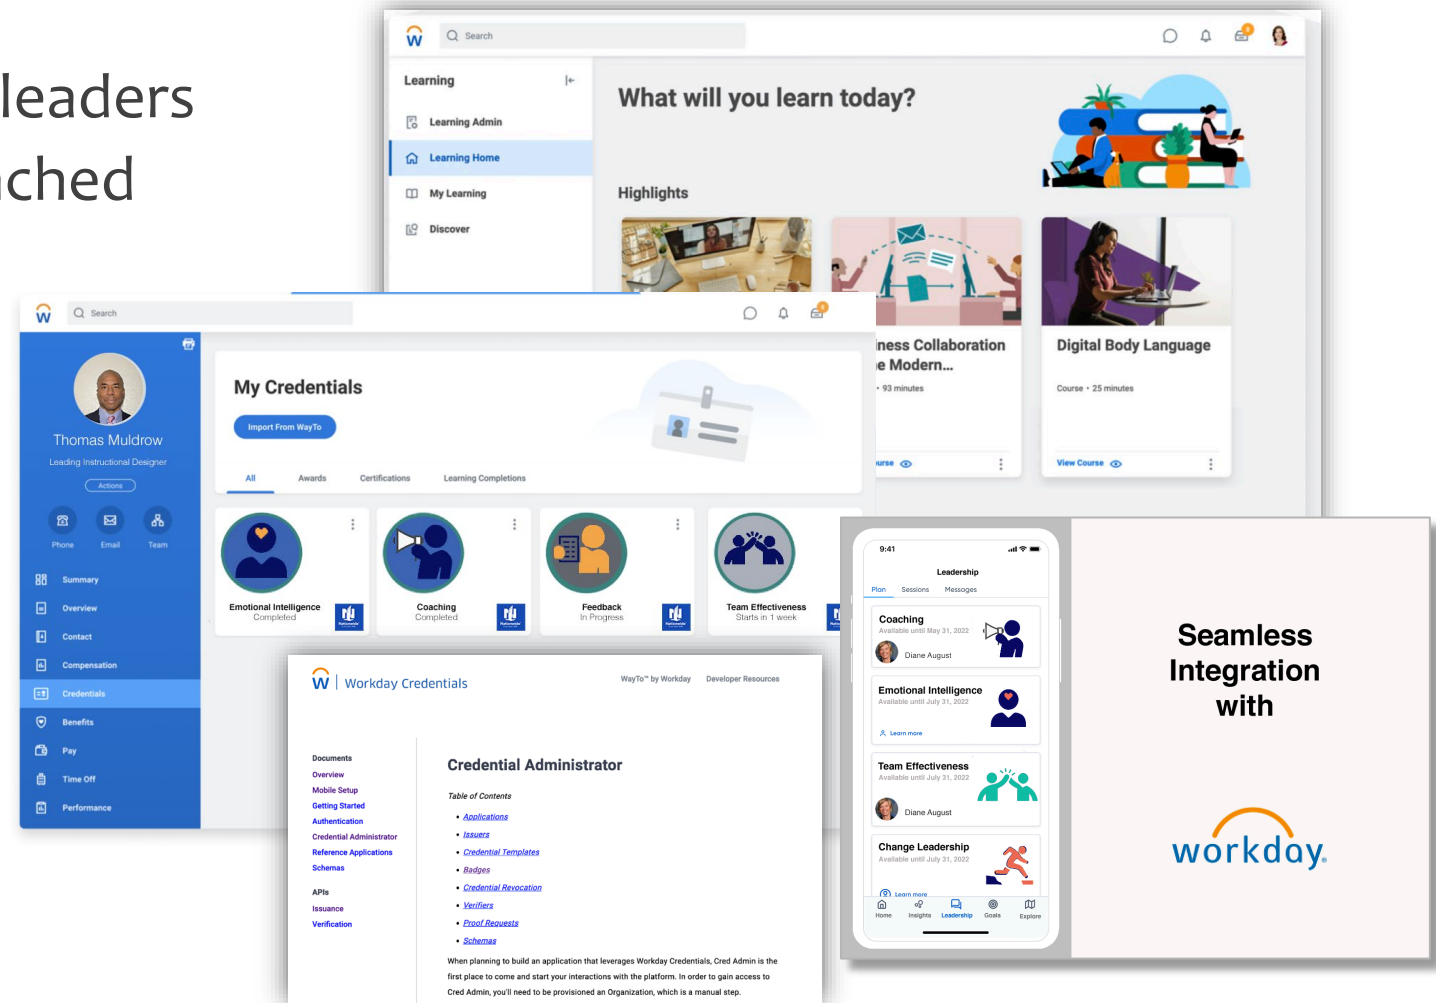 leaders
ached
Search
Learning
Learning Admin
Learning Home
My Learning
Discover
What will you learn today?
Highlights
iness Collaboration
e Modern...
• 93 minutes
urse
Digital Body Language
Course • 25 minutes
View Course
Search
Thomas Muldrow
Leading Instructional Designer
Actions
Phone Email Team
Summary
Overview
Contact
Compensation
Credentials
Benefits
Pay
Time Off
Performance
My Credentials
Import From WayTo
All Awards Certifications Learning Completions
Emotional Intelligence
Completed
Nationwide
Coaching
Completed
Nationwide
Feedback
In Progress
Nationwide
Team Effectiveness
Starts in 1 week
W | Workday Credentials
WayTo™ by Workday Developer Resources
Documents
Overview
Mobile Setup
Getting Started
Authentication
Credential Administrator
Reference Applications
Schemas
APIs
Issuance
Verification
Credential Administrator
Table of Contents
• Applications
• Issuers
• Credential Templates
• Badges
• Credential Revocation
• Verifiers
• Proof Requests
• Schemas
When planning to build an application that leverages Workday Credentials, Cred Admin is the
first place to come and start your interactions with the platform. In order to gain access to
Cred Admin, you'll need to be provisioned an Organization, which is a manual step.
9:41
Leadership
Plan Sessions Messages
Coaching
Available until May 31, 2022
Diane August
Emotional Intelligence
Available until July 31, 2022
Learn more
Team Effectiveness
Available until July 31, 2022
Diane August
Change Leadership
Available until July 31, 2022
Learn more
Home Insights Leadership Goals Explore
Seamless
Integration
with
workday.